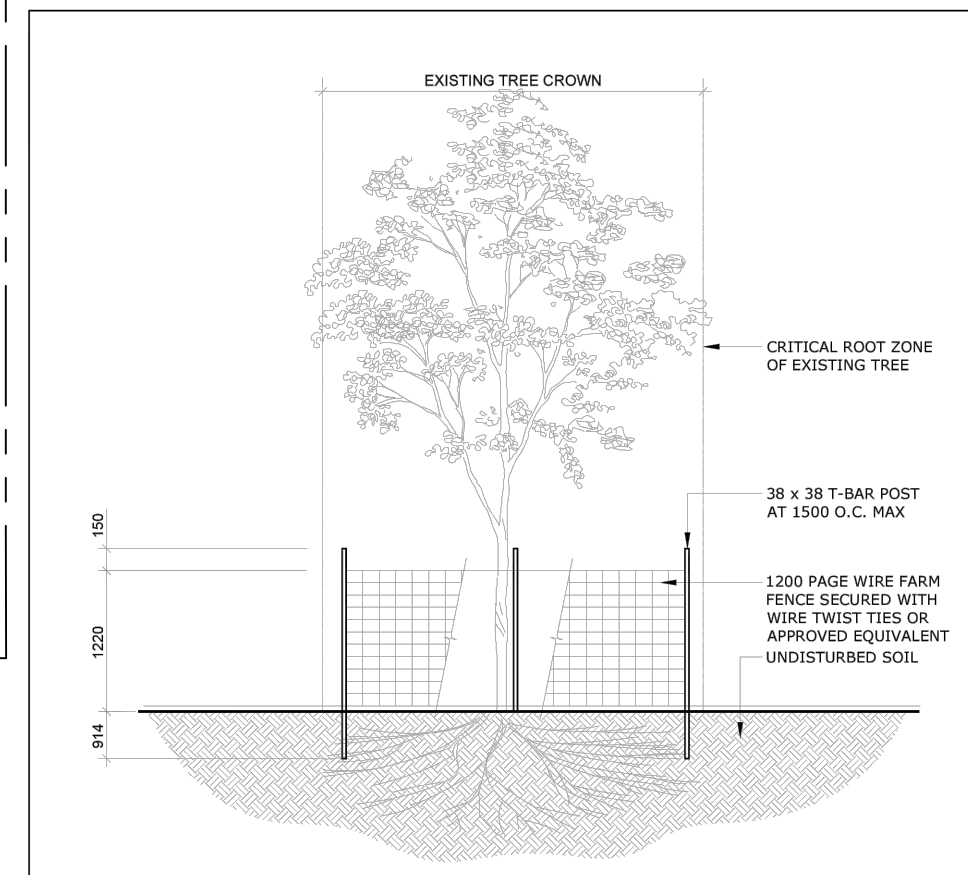 EXISTING TREE CROWN
CRITICAL ROOT ZONE
OF EXISTING TREE
38 x 38 T-BAR POST
AT 1500 O.C. MAX
150
1220
914
1200 PAGE WIRE FARM
FENCE SECURED WITH
WIRE TWIST TIES OR
APPROVED EQUIVALENT
UNDISTURBED SOIL